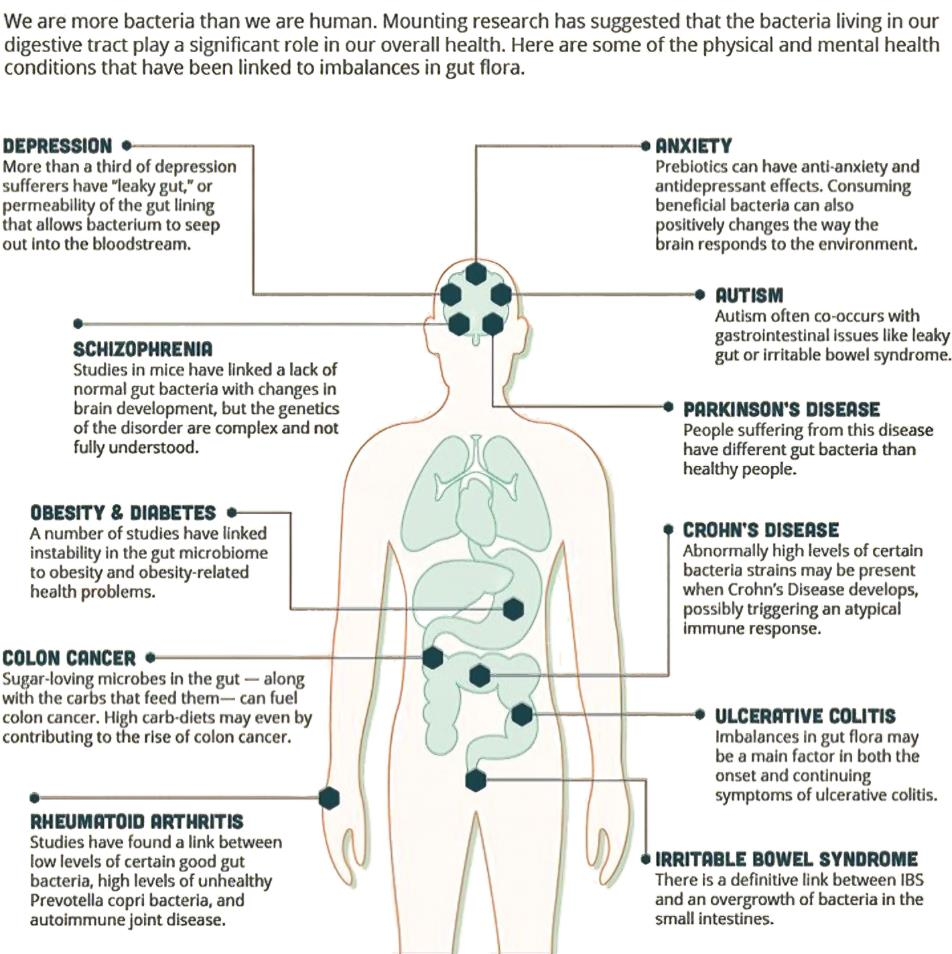 We are more bacteria than we are human. Mounting research has suggested that the bacteria living in our
digestive tract play a significant role in our overall health. Here are some of the physical and mental health
conditions that have been linked to imbalances in gut flora.
DEPRESSION
More than a third of depression
sufferers have "leaky gut," or
permeability of the gut lining
that allows bacterium to seep
out into the bloodstream.
ANXIETY
Prebiotics can have anti-anxiety and
antidepressant effects. Consuming
beneficial bacteria can also
positively changes the way the
brain responds to the environment.
AUTISM
Autism often co-occurs with
gastrointestinal issues like leaky
gut or irritable bowel syndrome.
SCHIZOPHRENIA
Studies in mice have linked a lack of
normal gut bacteria with changes in
brain development, but the genetics
of the disorder are complex and not
fully understood.
PARKINSON'S DISEASE
People suffering from this disease
have different gut bacteria than
healthy people.
OBESITY & DIABETES
A number of studies have linked
instability in the gut microbiome
to obesity and obesity-related
health problems.
CROHN'S DISEASE
Abnormally high levels of certain
bacteria strains may be present
when Crohn's Disease develops,
possibly triggering an atypical
immune response.
COLON CANCER
Sugar-loving microbes in the gut — along
with the carbs that feed them— can fuel
colon cancer. High carb-diets may even by
contributing to the rise of colon cancer.
ULCERATIVE COLITIS
Imbalances in gut flora may
be a main factor in both the
onset and continuing
symptoms of ulcerative colitis.
RHEUMATOID ARTHRITIS
Studies have found a link between
low levels of certain good gut
bacteria, high levels of unhealthy
Prevotella copri bacteria, and
autoimmune joint disease.
IRRITABLE BOWEL SYNDROME
There is a definitive link between IBS
and an overgrowth of bacteria in the
small intestines.